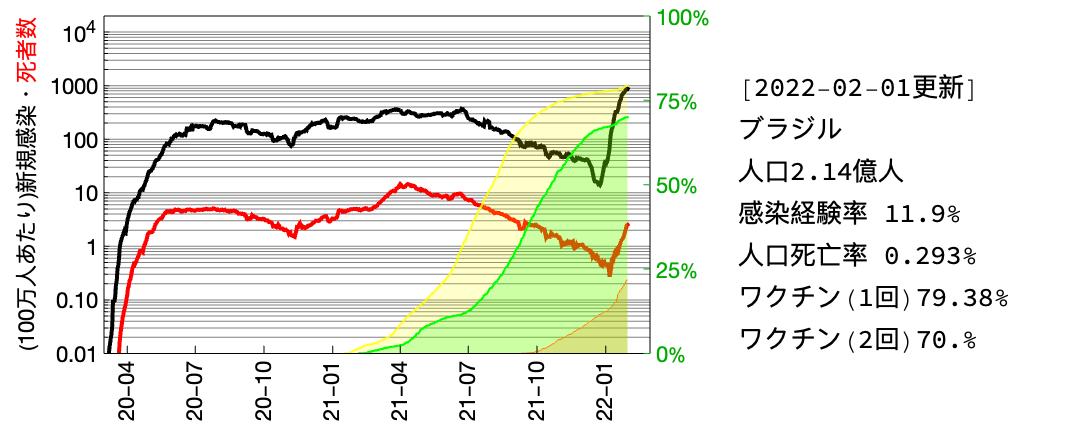 (100万人あたり)新規感染・死者数
10^4
1000
100
10
1
0.10
0.01
100%
75%
50%
25%
0%
20-04
20-07
20-10
21-01
21-04
21-07
21-10
22-01
[2022-02-01更新]
ブラジル
人口2.14億人
感染経験率 11.9%
人口死亡率 0.293%
ワクチン(1回)79.38%
ワクチン(2回)70.%